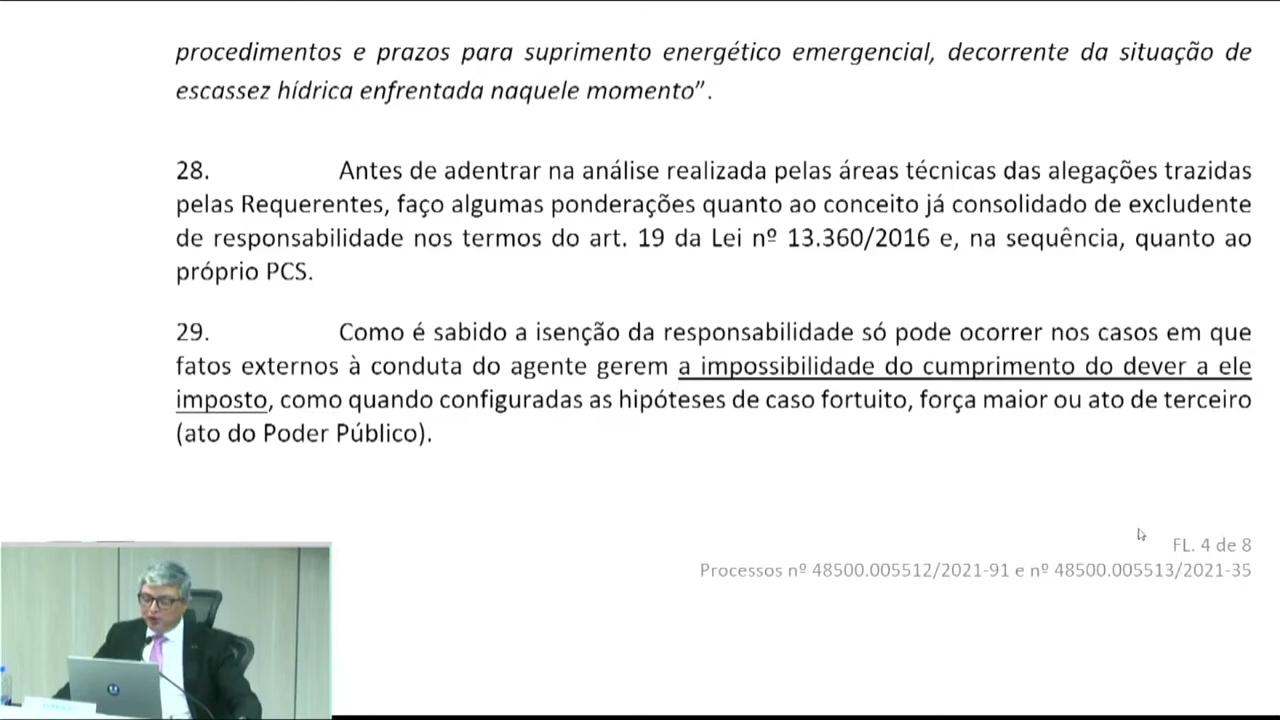 procedimentos e prazos para suprimento energético emergencial, decorrente da situação de
escassez hídrica enfrentada naquele momento”.
28. Antes de adentrar na análise realizada pelas áreas técnicas das alegações trazidas
pelas Requerentes, faço algumas ponderações quanto ao conceito já consolidado de excludente
de responsabilidade nos termos do art. 19 da Lei nº 13.360/2016 e, na sequência, quanto ao
próprio PCS.
29. Como é sabido a isenção da responsabilidade só pode ocorrer nos casos em que
fatos externos à conduta do agente gerem a impossibilidade do cumprimento do dever a ele
imposto, como quando configuradas as hipóteses de caso fortuito, força maior ou ato de terceiro
(ato do Poder Público).
FL. 4 de 8
Processos nº 48500.005512/2021-91 e nº 48500.005513/2021-35